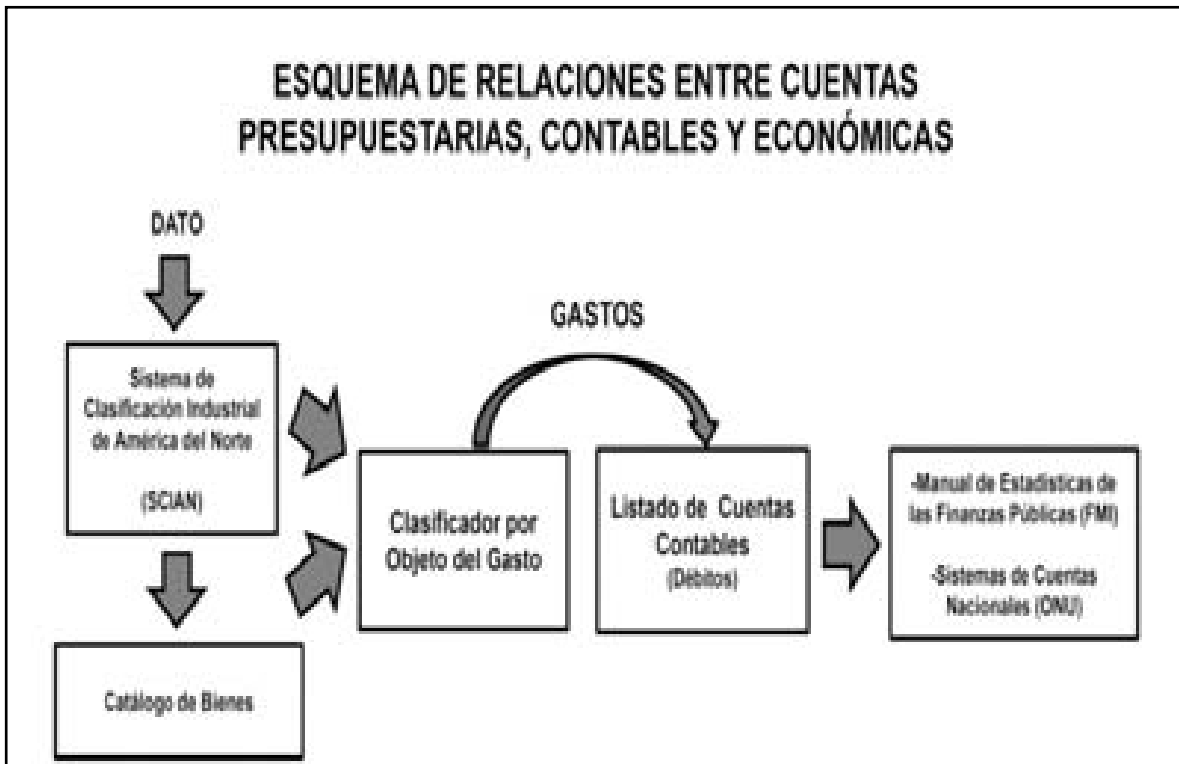 ESQUEMA DE RELACIONES ENTRE CUENTAS
PRESUPUESTARIAS, CONTABLES Y ECONÓMICAS
DATO
GASTOS
Sistema de
Clasificación Industrial
de América del Norte
(SCIAN)
Clasificador por
Objeto del Gasto
Listado de Cuentas
Contables
(Débitos)
-Manual de Estadísticas de
las Finanzas Públicas (FMI)
-Sistemas de Cuentas
Nacionales (ONU)
Catálogo de Bienes